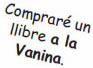 Compraré un
llibre a la
Vanina.